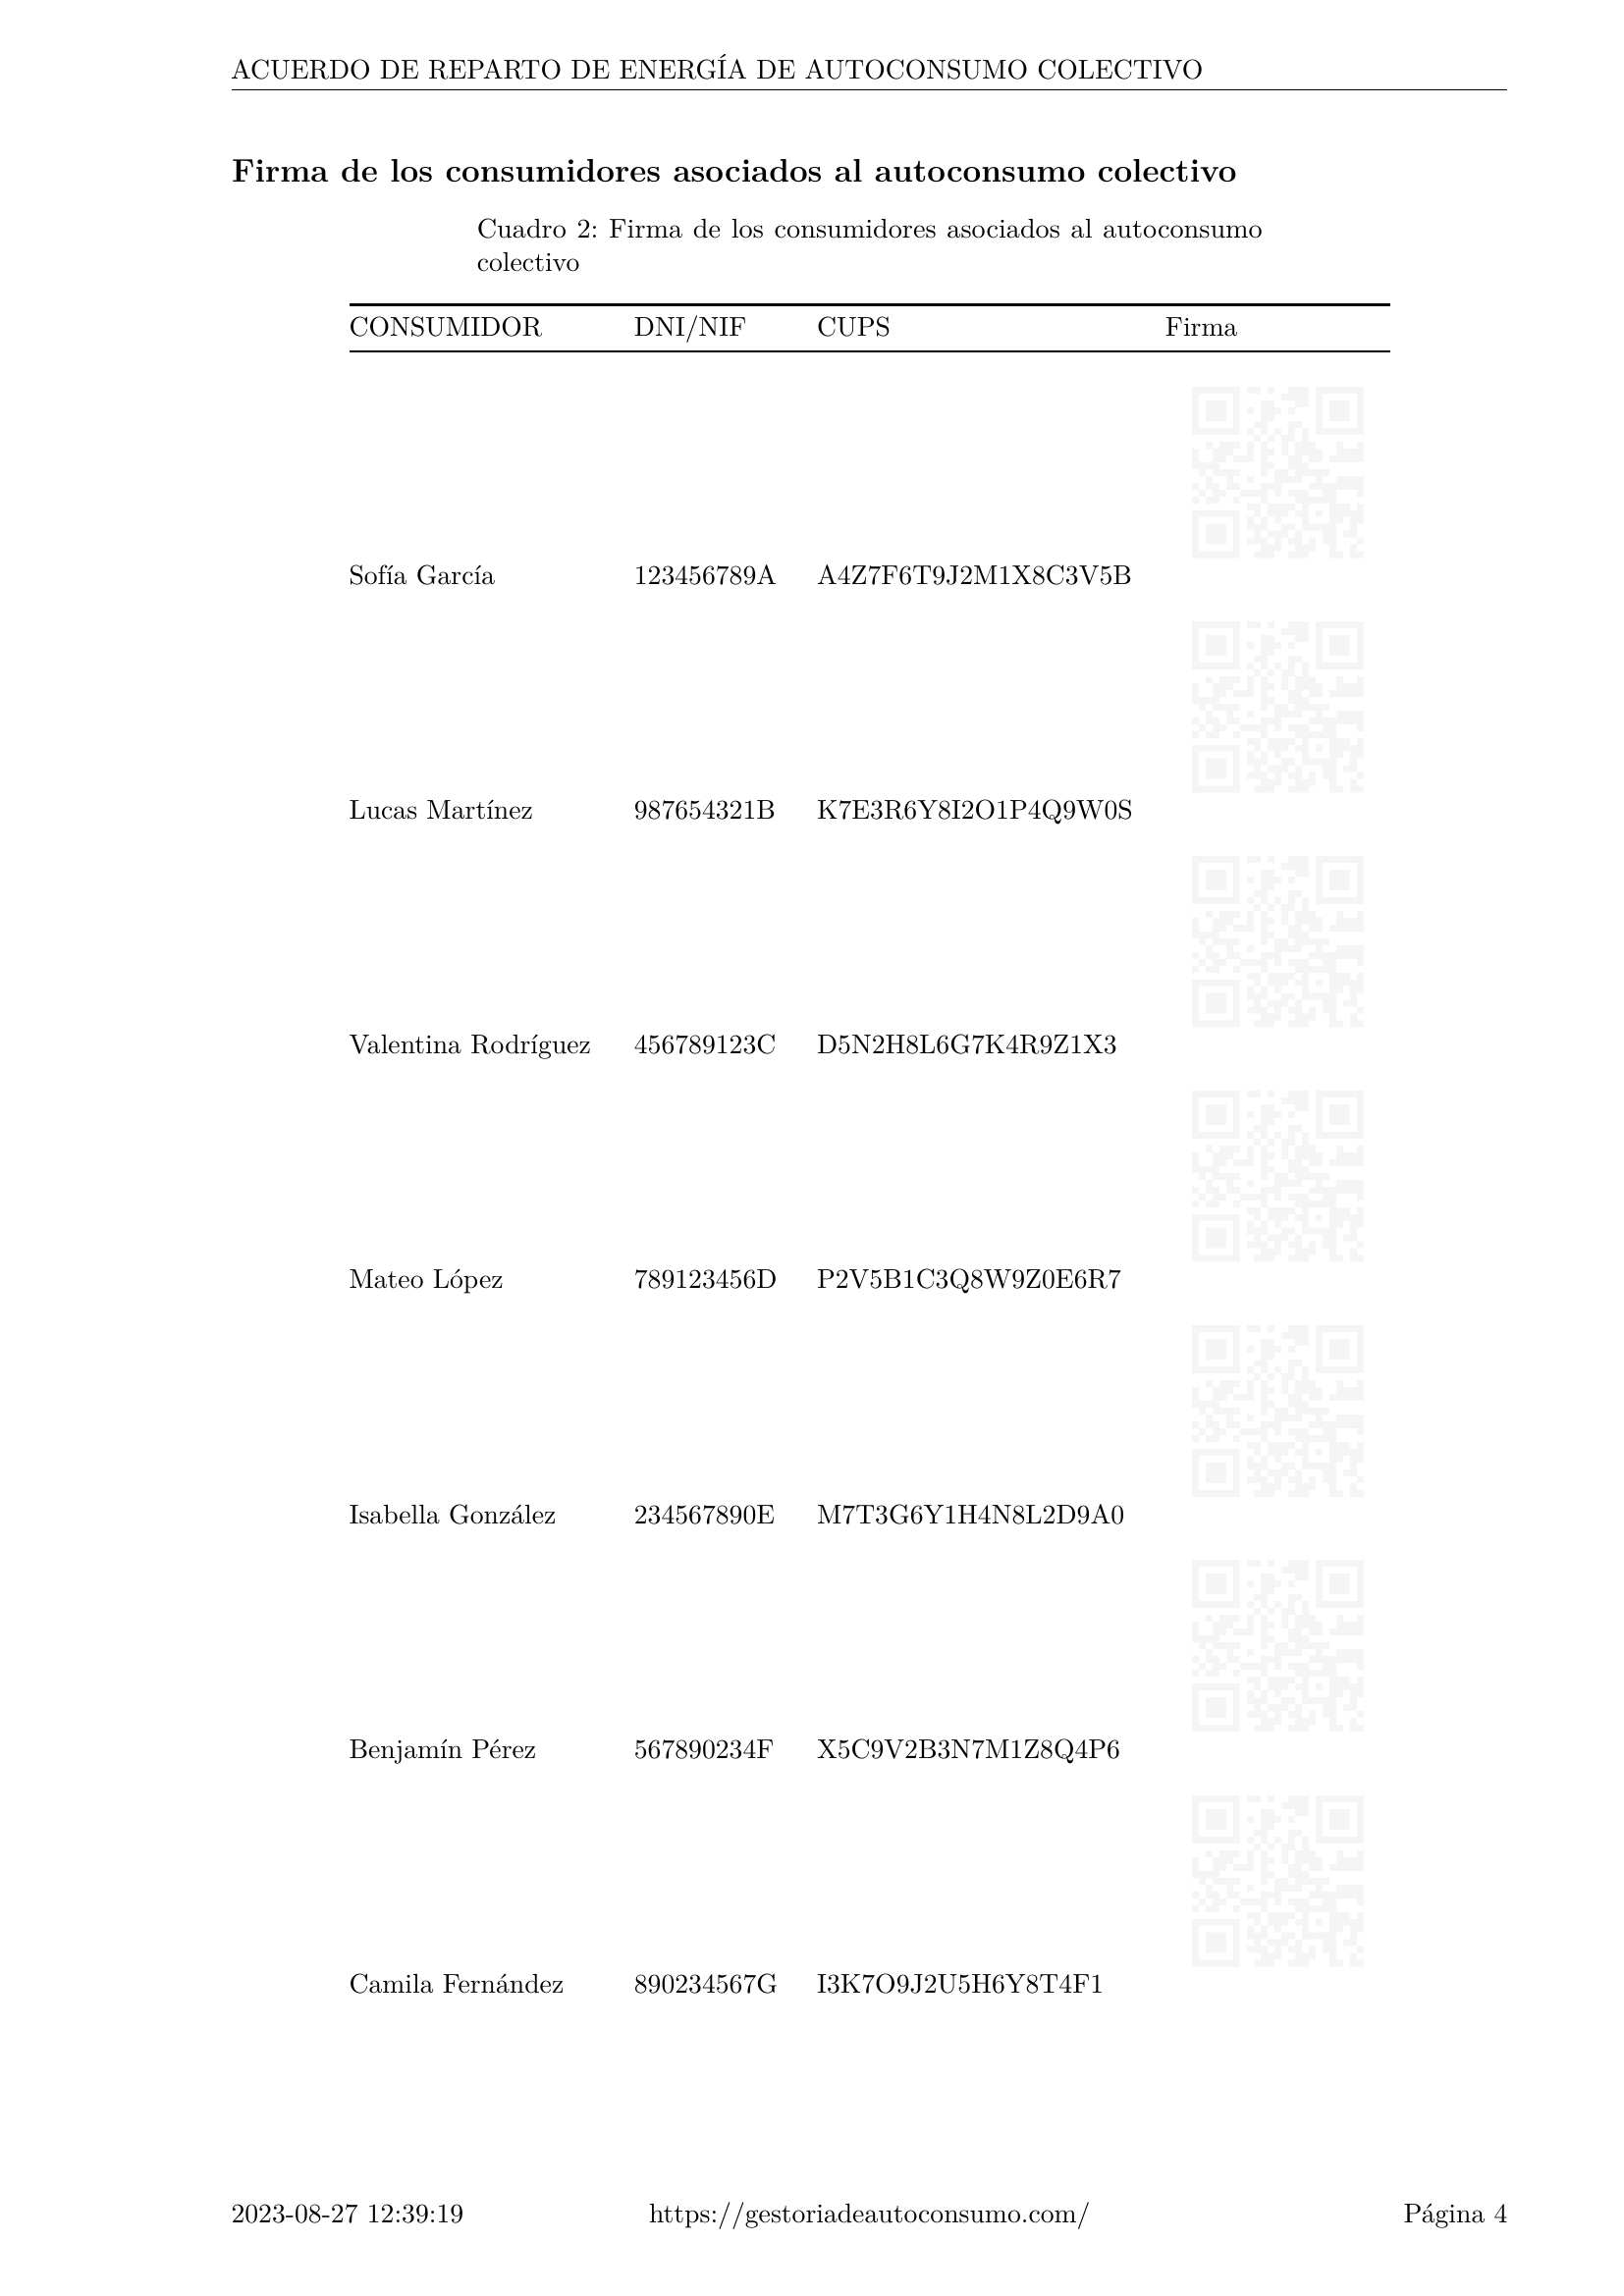 ACUERDO DE REPARTO DE ENERGÍA DE AUTOCONSUMO COLECTIVO
Firma de los consumidores asociados al autoconsumo colectivo
Cuadro 2: Firma de los consumidores asociados al autoconsumo
colectivo
CONSUMIDOR DNI/NIF CUPS Firma
Sofía García 123456789A A4Z7F6T9J2M1X8C3V5B
Lucas Martínez 987654321B K7E3R6Y8I2O1P4Q9W0S
Valentina Rodríguez 456789123C D5N2H8L6G7K4R9Z1X3
Mateo López 789123456D P2V5B1C3Q8W9Z0E6R7
Isabella González 234567890E M7T3G6Y1H4N8L2D9A0
Benjamín Pérez 567890234F X5C9V2B3N7M1Z8Q4P6
Camila Fernández 890234567G I3K7O9J2U5H6Y8T4F1
2023-08-27 12:39:19 https://gestoriadeautoconsumo.com/ Página 4